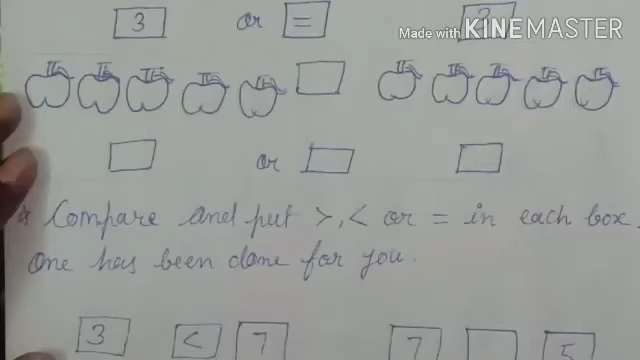 Made with KINEMASTER
3 or = 3
or
* Compare and put >, < or = in each box.
One has been done for you.
3 < 7 7 5